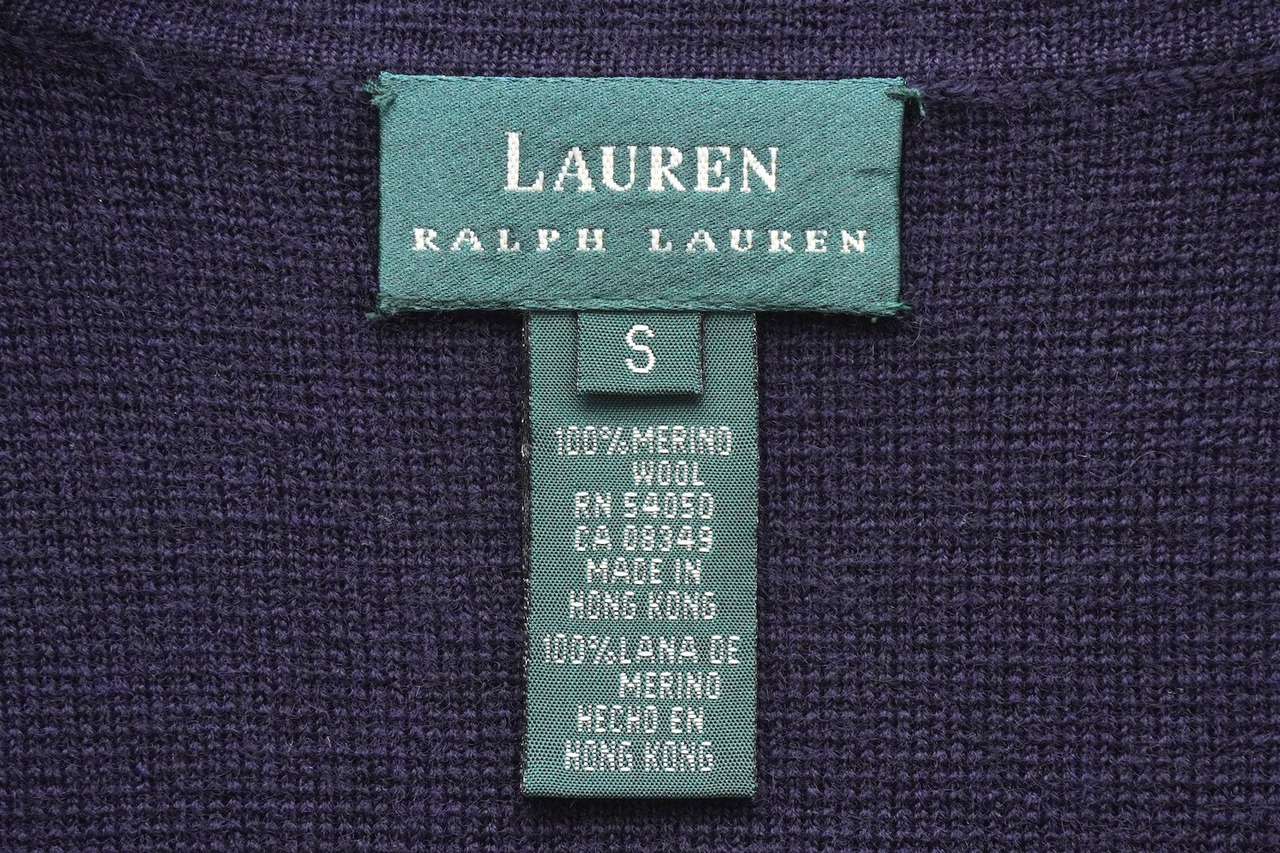 LAUREN
RALPH LAUREN
S
100%MERINO
WOOL
RN 54050
CA 08349
MADE IN
HONG KONG
100%LANA DE
MERINO
HECHO EN
HONG KONG